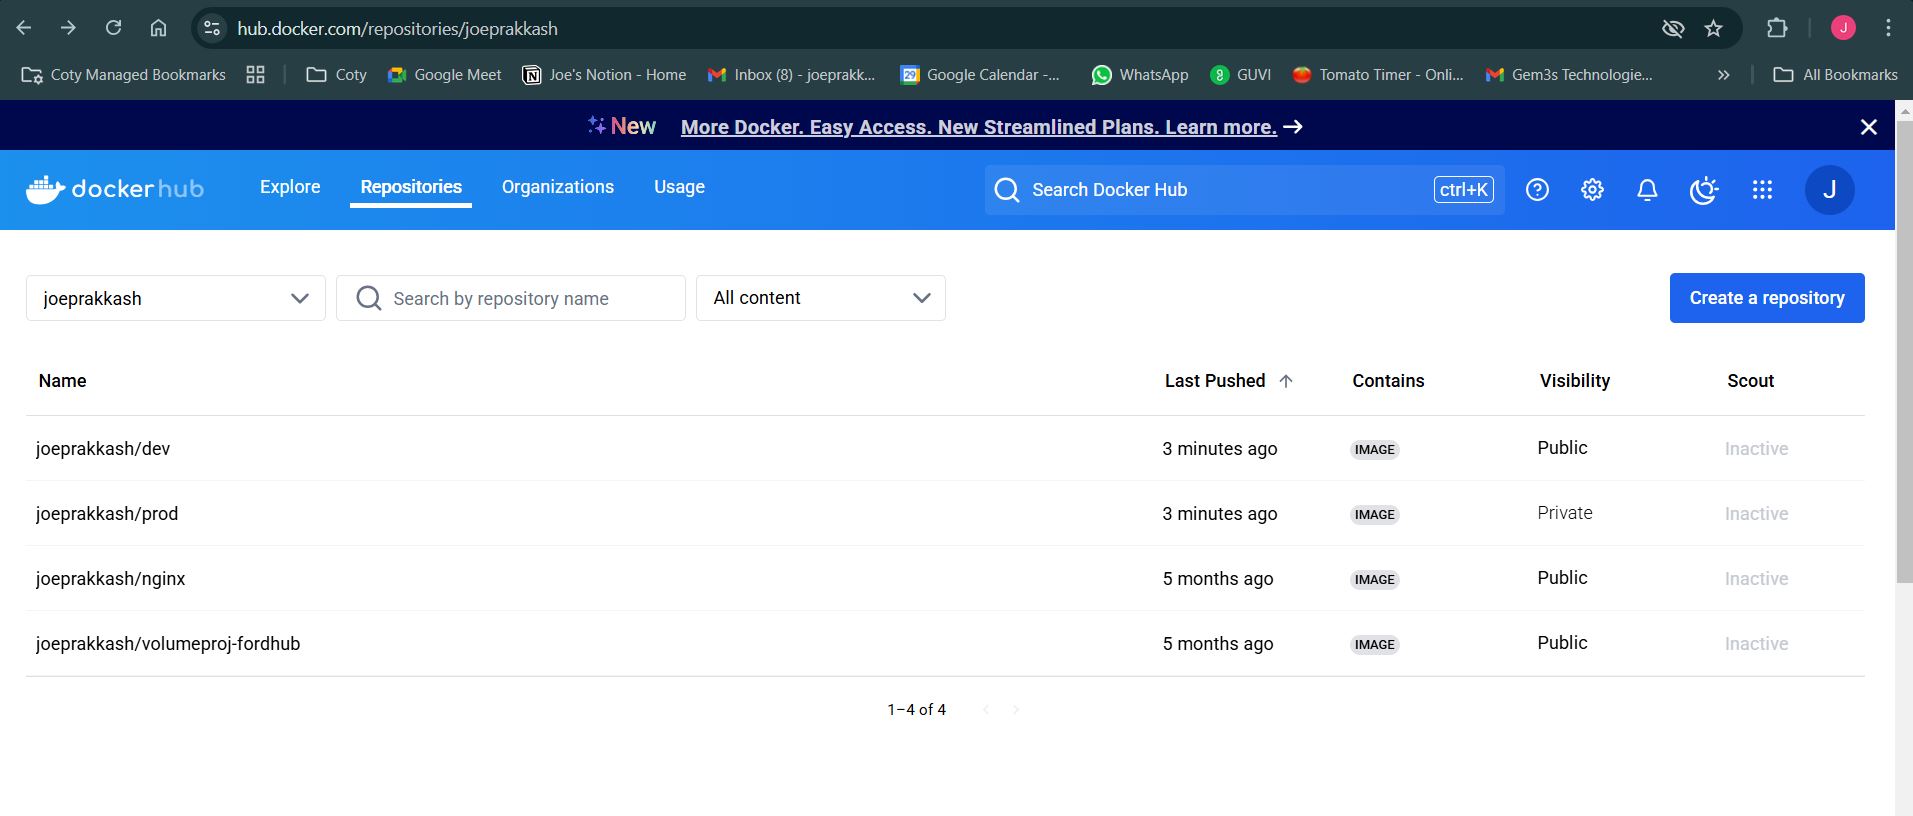 hub.docker.com/repositories/joeprakkash
J
Coty Managed Bookmarks Coty Google Meet Joe's Notion - Home Inbox (8) - joeprakk... 29 Google Calendar -... WhatsApp GUVI Tomato Timer - Onli... Gem3s Technologie... » All Bookmarks
New More Docker. Easy Access. New Streamlined Plans. Learn more. →
dockerhub Explore Repositories Organizations Usage Search Docker Hub ctrl+K J
joeprakkash Search by repository name All content Create a repository
Name Last Pushed Contains Visibility Scout
joeprakkash/dev 3 minutes ago IMAGE Public Inactive
joeprakkash/prod 3 minutes ago IMAGE Private Inactive
joeprakkash/nginx 5 months ago IMAGE Public Inactive
joeprakkash/volumeproj-fordhub 5 months ago IMAGE Public Inactive
1–4 of 4